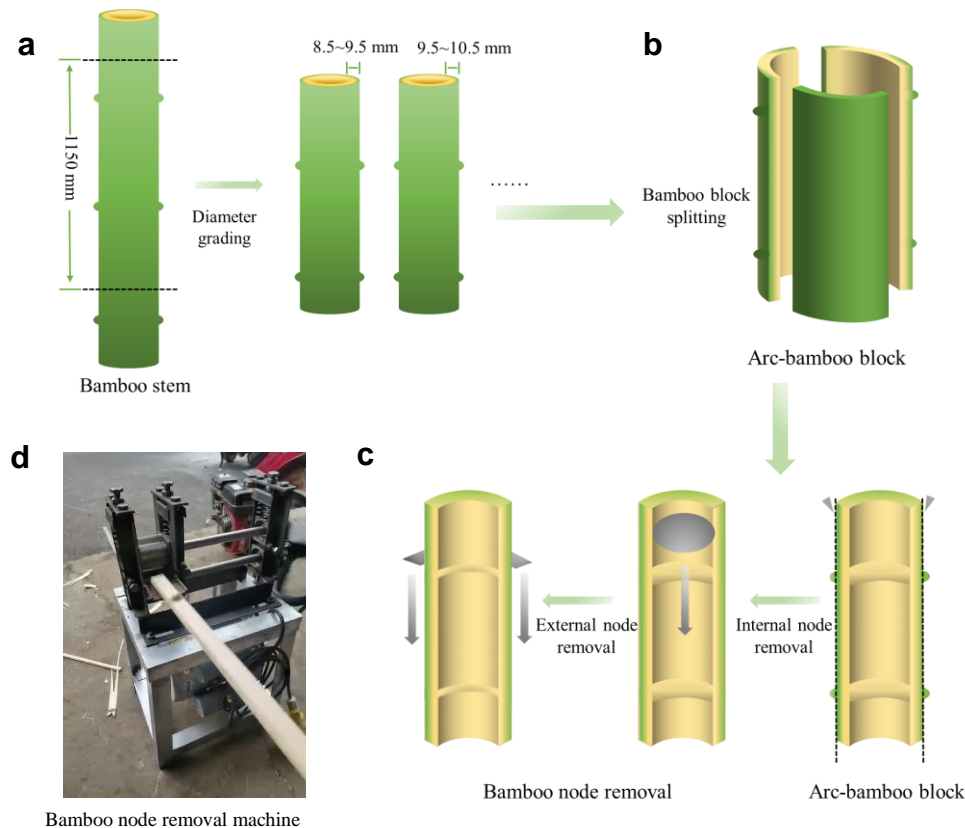 a
8.5~9.5 mm
9.5~10.5 mm
1150 mm
Diameter
grading
......
Bamboo stem
b
Bamboo block
splitting
Arc-bamboo block
d
Bamboo node removal machine
c
External node
removal
Internal node
removal
Bamboo node removal
Arc-bamboo block